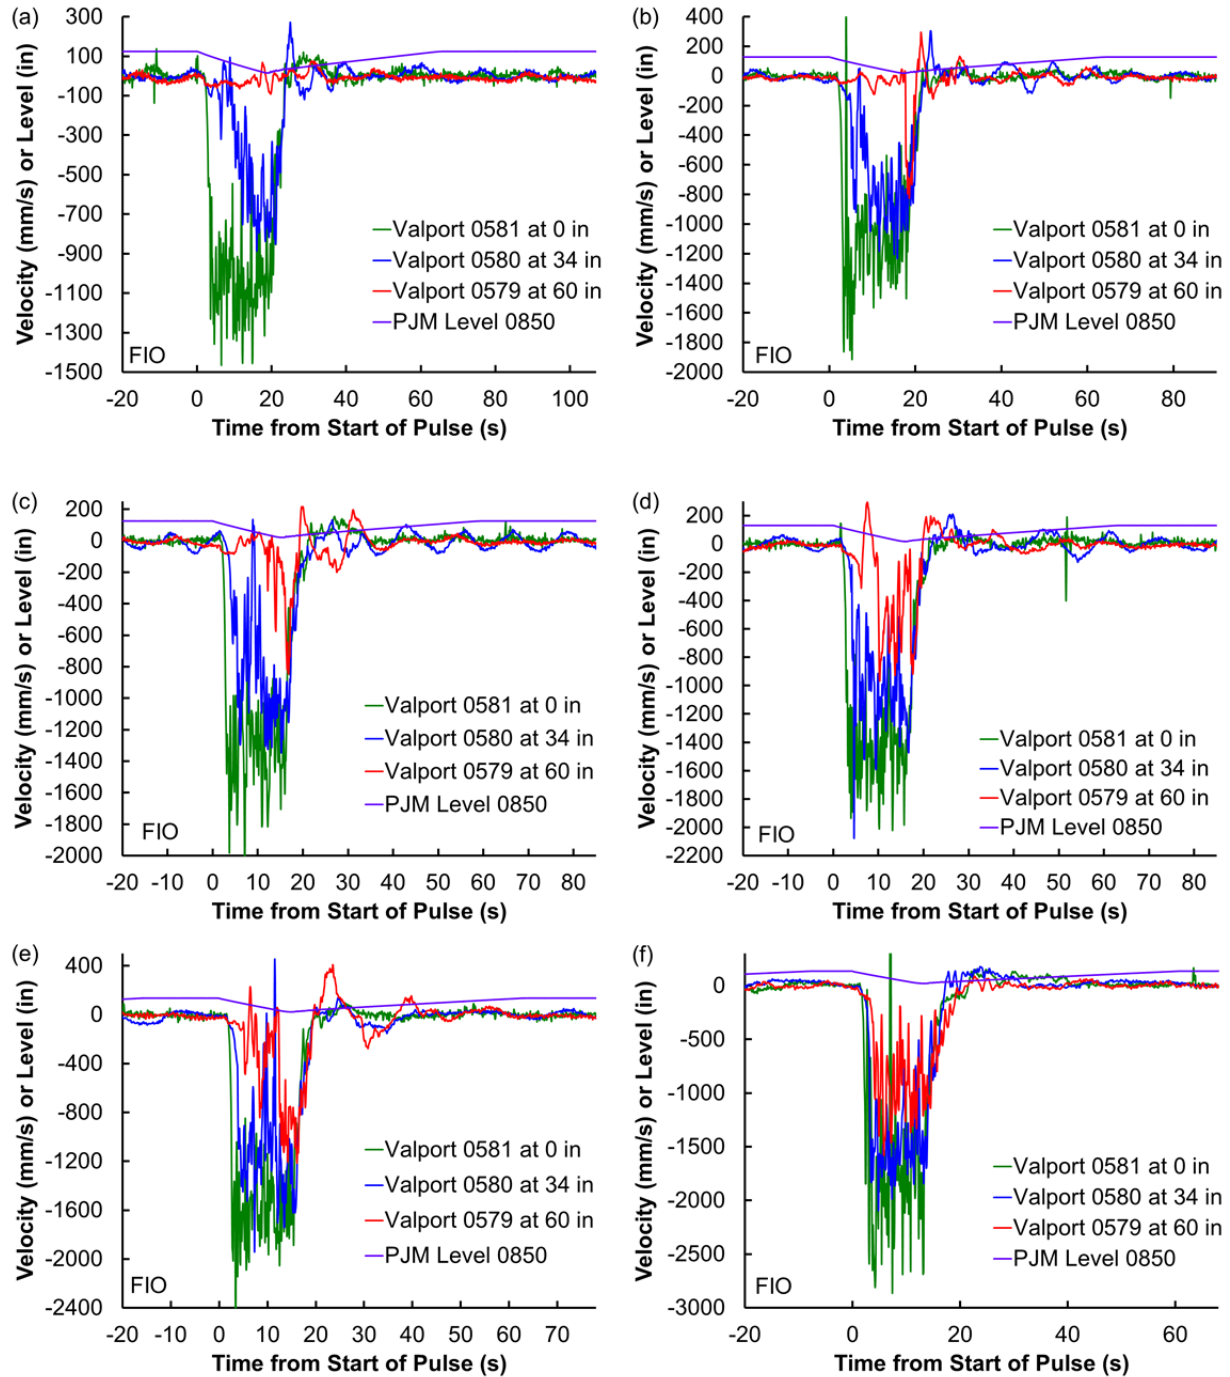 (a)
300
100
-100
-300
-500
-700
-900
-1100
-1300
-1500
Velocity (mm/s) or Level (in)
Valport 0581 at 0 in
Valport 0580 at 34 in
Valport 0579 at 60 in
PJM Level 0850
FIO
-20 0 20 40 60 80 100
Time from Start of Pulse (s)
(b)
400
200
0
-200
-400
-600
-800
-1000
-1200
-1400
-1600
-1800
-2000
Velocity (mm/s) or Level (in)
Valport 0581 at 0 in
Valport 0580 at 34 in
Valport 0579 at 60 in
PJM Level 0850
FIO
-20 0 20 40 60 80
Time from Start of Pulse (s)
(c)
200
0
-200
-400
-600
-800
-1000
-1200
-1400
-1600
-1800
-2000
Velocity (mm/s) or Level (in)
Valport 0581 at 0 in
Valport 0580 at 34 in
Valport 0579 at 60 in
PJM Level 0850
FIO
-20 -10 0 10 20 30 40 50 60 70 80
Time from Start of Pulse (s)
(d)
200
0
-200
-400
-600
-800
-1000
-1200
-1400
-1600
-1800
-2000
-2200
Velocity (mm/s) or Level (in)
Valport 0581 at 0 in
Valport 0580 at 34 in
Valport 0579 at 60 in
PJM Level 0850
FIO
-20 -10 0 10 20 30 40 50 60 70 80
Time from Start of Pulse (s)
(e)
400
0
-400
-800
-1200
-1600
-2000
-2400
Velocity (mm/s) or Level (in)
Valport 0581 at 0 in
Valport 0580 at 34 in
Valport 0579 at 60 in
PJM Level 0850
FIO
-20 -10 0 10 20 30 40 50 60 70
Time from Start of Pulse (s)
(f)
0
-500
-1000
-1500
-2000
-2500
-3000
Velocity (mm/s) or Level (in)
Valport 0581 at 0 in
Valport 0580 at 34 in
Valport 0579 at 60 in
PJM Level 0850
FIO
-20 0 20 40 60
Time from Start of Pulse (s)